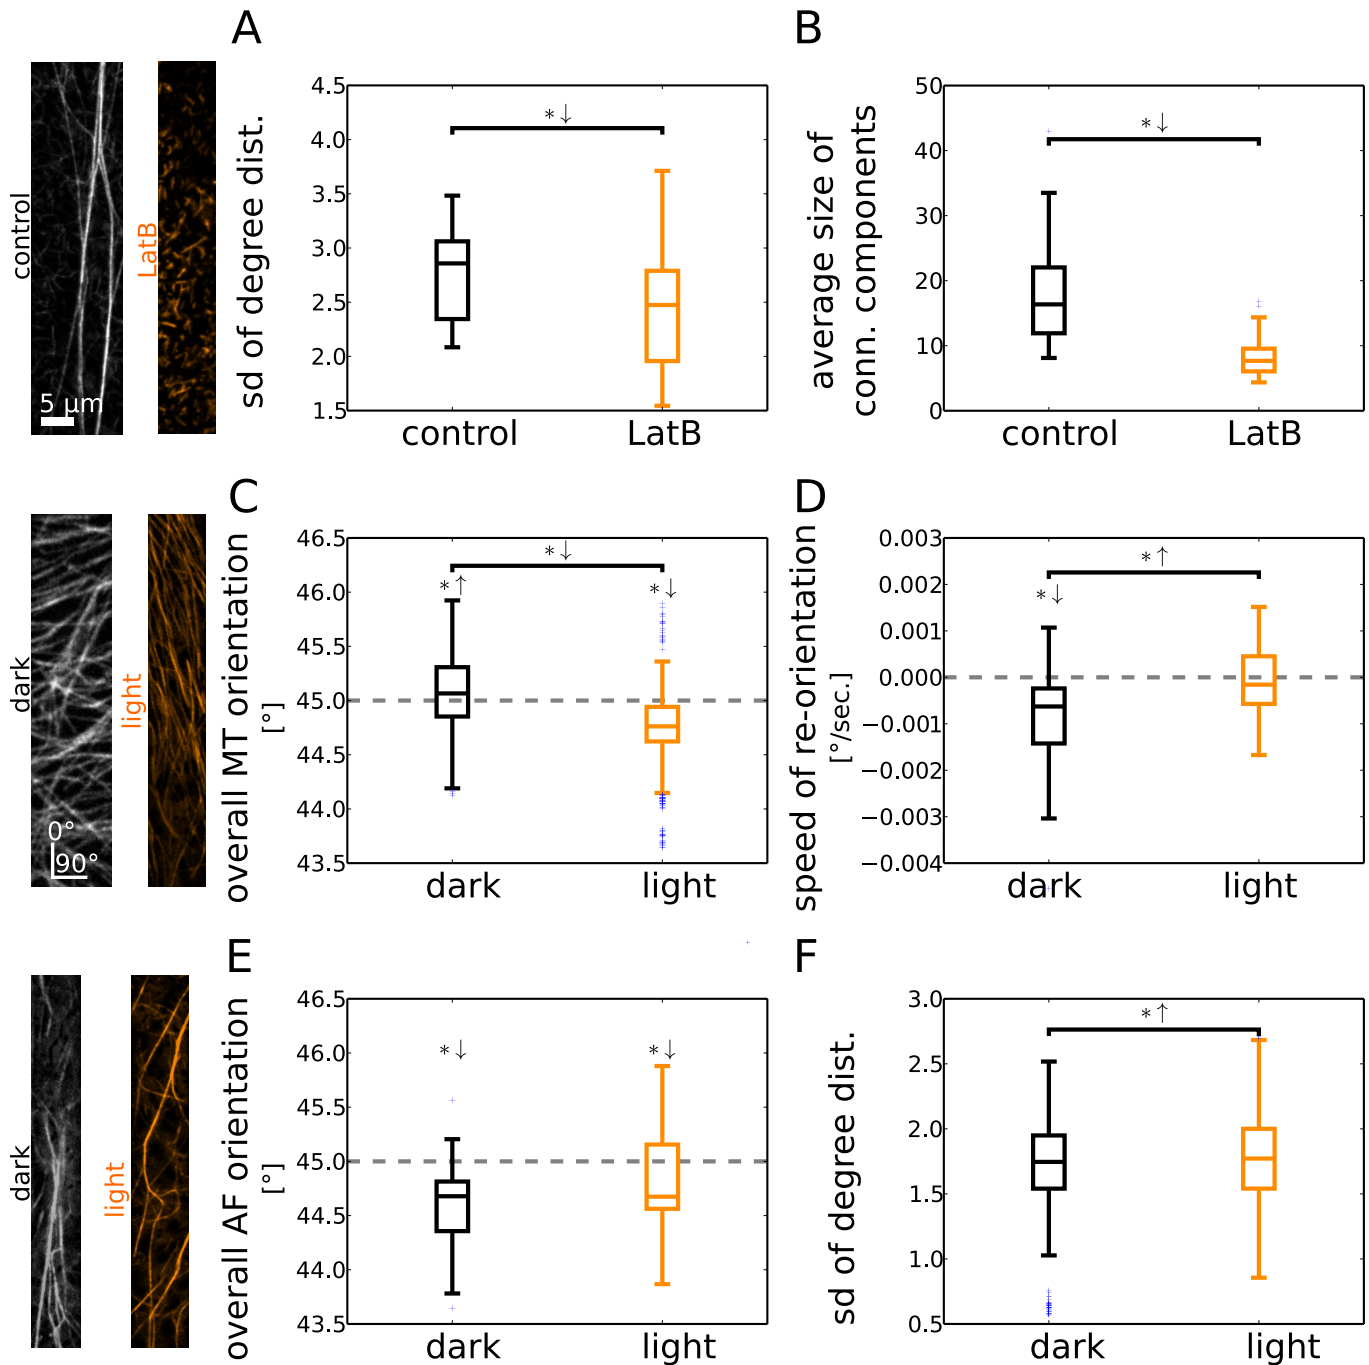 A
control
LatB
5 µm
sd of degree dist.
4.5
4.0
3.5
3.0
2.5
2.0
1.5
*↓
control
LatB
B
average size of
conn. components
50
40
30
20
10
0
*↓
control
LatB
C
dark
light
0°
90°
overall MT orientation
[°]
46.5
46.0
45.5
45.0
44.5
44.0
43.5
*↓
*↑
*↓
dark
light
D
speed of re-orientation
[°/sec.]
0.003
0.002
0.001
0.000
−0.001
−0.002
−0.003
−0.004
*↑
*↓
dark
light
E
dark
light
overall AF orientation
[°]
46.5
46.0
45.5
45.0
44.5
44.0
43.5
*↓
*↓
dark
light
F
sd of degree dist.
3.0
2.5
2.0
1.5
1.0
0.5
*↑
dark
light